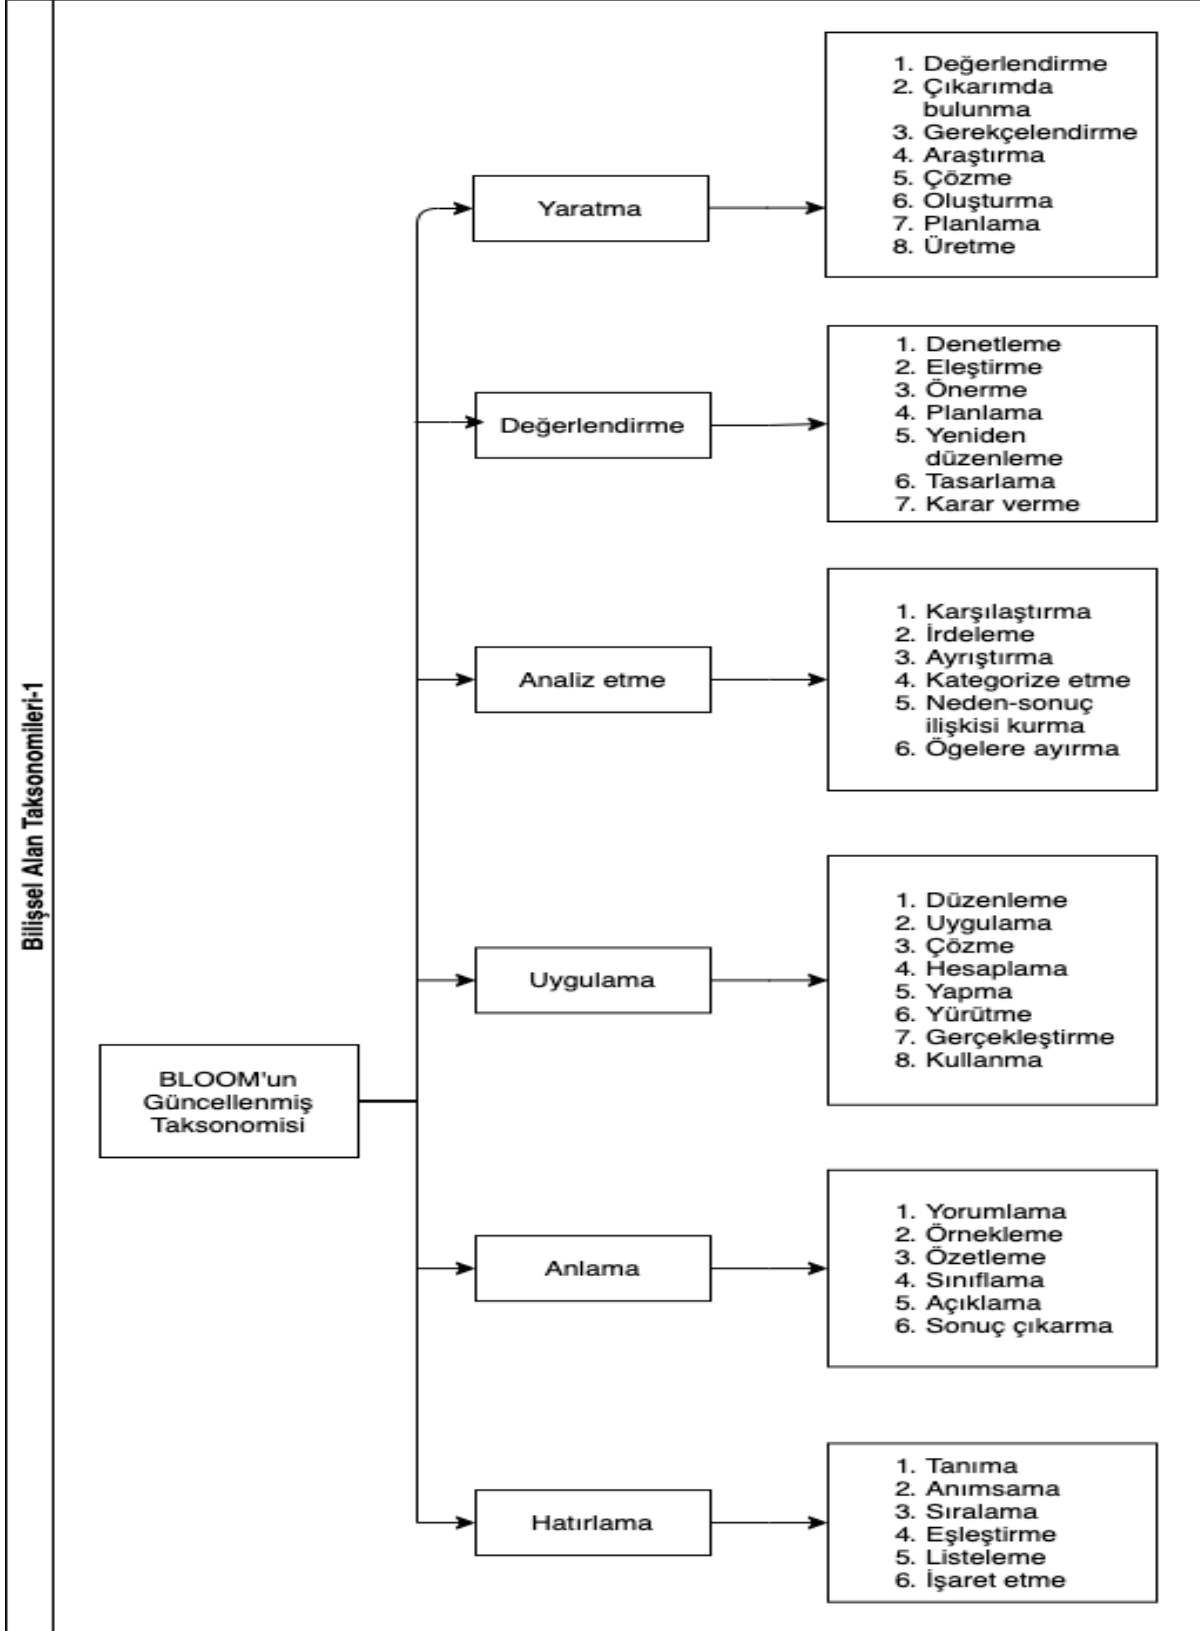 Bilişsel Alan Taksonomileri-1
BLOOM'un
Güncellenmiş
Taksonomisi
Yaratma
1. Değerlendirme
2. Çıkarımda
bulunma
3. Gerekçelendirme
4. Araştırma
5. Çözme
6. Oluşturma
7. Planlama
8. Üretme
Değerlendirme
1. Denetleme
2. Eleştirme
3. Önerme
4. Planlama
5. Yeniden
düzenleme
6. Tasarlama
7. Karar verme
Analiz etme
1. Karşılaştırma
2. İrdeleme
3. Ayrıştırma
4. Kategorize etme
5. Neden-sonuç
ilişkisi kurma
6. Ögelere ayırma
Uygulama
1. Düzenleme
2. Uygulama
3. Çözme
4. Hesaplama
5. Yapma
6. Yürütme
7. Gerçekleştirme
8. Kullanma
Anlama
1. Yorumlama
2. Örnekleme
3. Özetleme
4. Sınıflama
5. Açıklama
6. Sonuç çıkarma
Hatırlama
1. Tanıma
2. Anımsama
3. Sıralama
4. Eşleştirme
5. Listeleme
6. İşaret etme